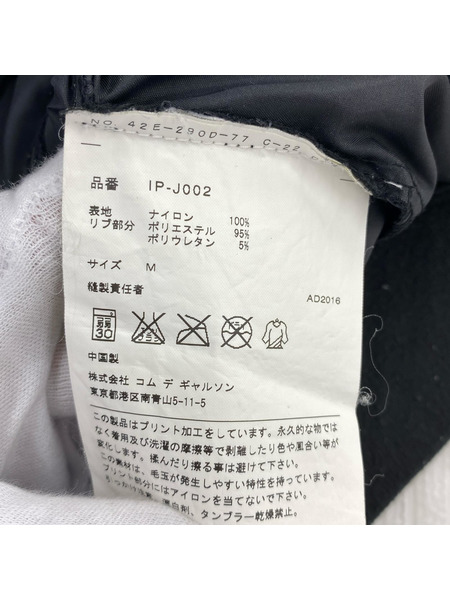 NO. 42E-290D-77 C-22
品番 IP-J002
表地 ナイロン 100%
リブ部分 ポリエステル 95%
ポリウレタン 5%
サイズ M
縫製責任者
AD2016
30
中国製
株式会社 コム デ ギャルソン
東京都港区南青山5-11-5
この製品はプリント加工をしています。永久的な物では
なく着用及び洗濯の摩擦等で剥離したり色や風合い等が
変化します。揉んだり擦る事は避けて下さい。
この素材は、毛玉が発生しやすい特性を持っています。
プリント部分にはアイロンを当てないで下さい。
タンブラー乾燥禁止。